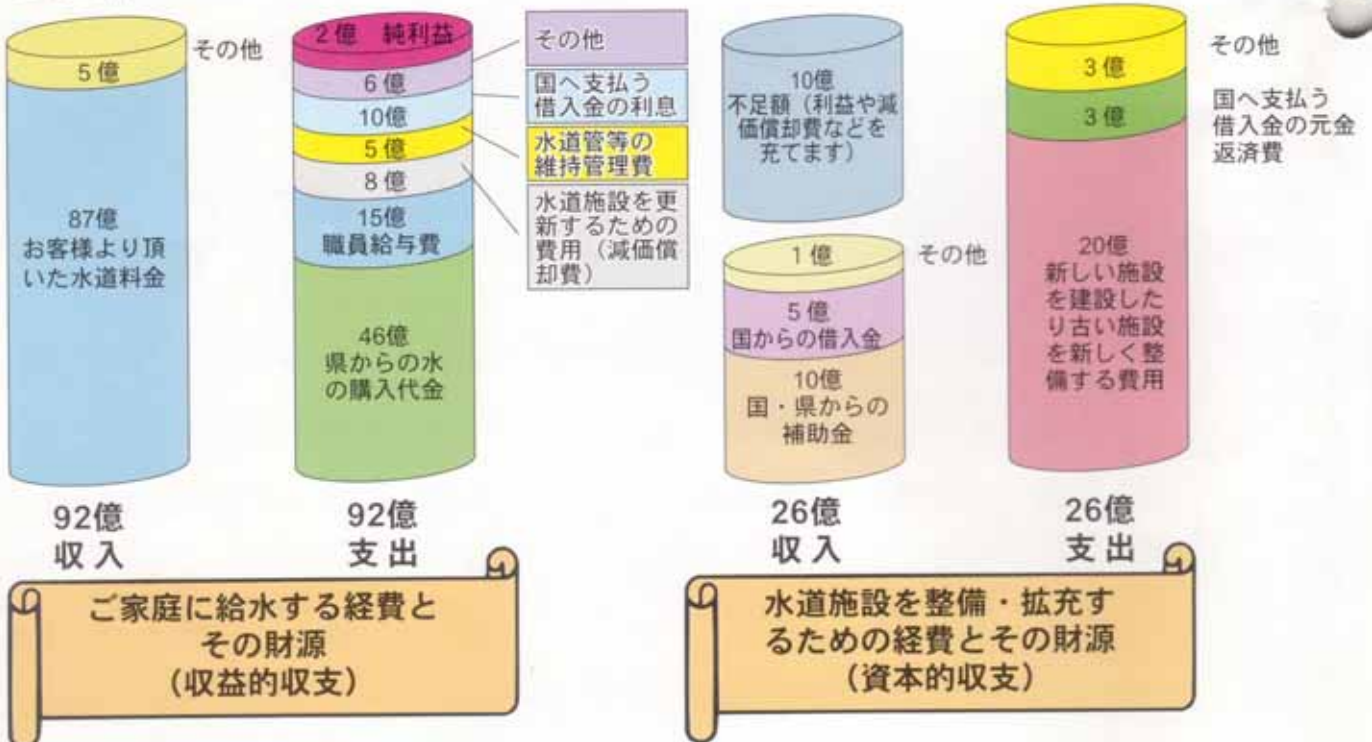 その他
5億
87億
お客様より頂
いた水道料金
92億
収入
2億 純利益
6億
10億
5億
8億
15億
職員給与費
46億
県からの水
の購入代金
92億
支出
その他
国へ支払う
借入金の利息
水道管等の
維持管理費
水道施設を更
新するための
費用（減価償
却費）
ご家庭に給水する経費と
その財源
（収益的収支）
10億
不足額（利益や減
価償却費などを
充てます）
1億
その他
5億
国からの借入金
10億
国・県からの
補助金
26億
収入
3億
その他
3億
国へ支払う
借入金の元金
返済費
20億
新しい施設
を建設した
り古い施設
を新しく整
備する費用
26億
支出
水道施設を整備・拡充す
るための経費とその財源
（資本的収支）